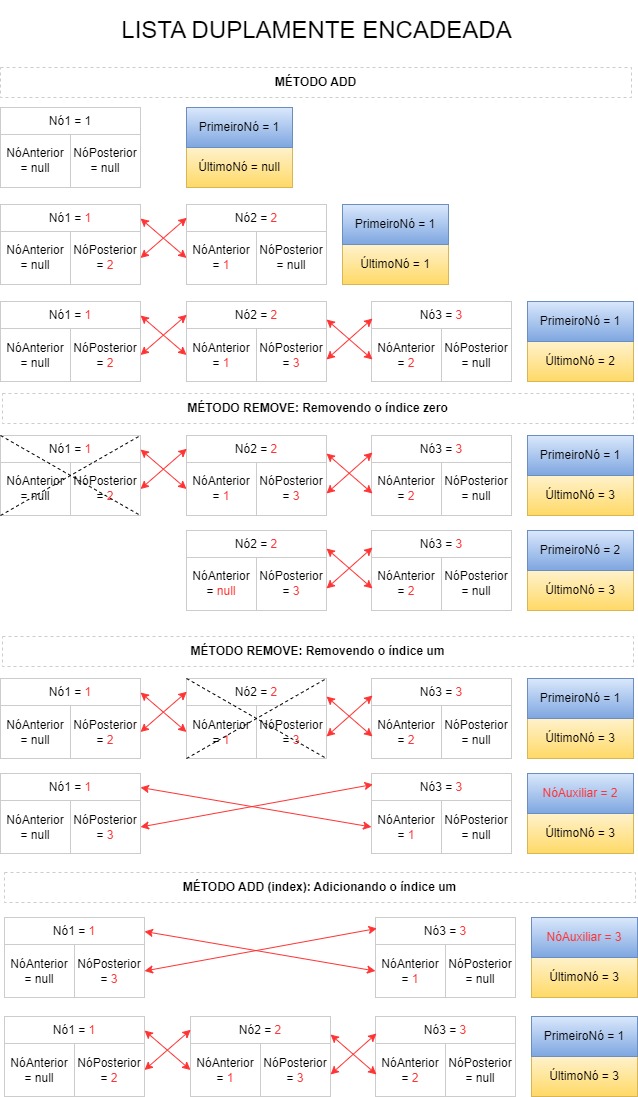 LISTA DUPLAMENTE ENCADEADA
MÉTODO ADD
Nó1 = 1
NóAnterior
= null
NóPosterior
= null
PrimeiroNó = 1
ÚltimoNó = null
Nó1 = 1
NóAnterior
= null
NóPosterior
= 2
Nó2 = 2
NóAnterior
= 1
NóPosterior
= null
PrimeiroNó = 1
ÚltimoNó = 1
Nó1 = 1
NóAnterior
= null
NóPosterior
= 2
Nó2 = 2
NóAnterior
= 1
NóPosterior
= 3
Nó3 = 3
NóAnterior
= 2
NóPosterior
= null
PrimeiroNó = 1
ÚltimoNó = 2
MÉTODO REMOVE: Removendo o índice zero
Nó1 = 1
NóAnterior
= null
NóPosterior
= 2
Nó2 = 2
NóAnterior
= 1
NóPosterior
= 3
Nó3 = 3
NóAnterior
= 2
NóPosterior
= null
PrimeiroNó = 1
ÚltimoNó = 3
Nó2 = 2
NóAnterior
= null
NóPosterior
= 3
Nó3 = 3
NóAnterior
= 2
NóPosterior
= null
PrimeiroNó = 2
ÚltimoNó = 3
MÉTODO REMOVE: Removendo o índice um
Nó1 = 1
NóAnterior
= null
NóPosterior
= 2
Nó2 = 2
NóAnterior
= 1
NóPosterior
= 3
Nó3 = 3
NóAnterior
= 2
NóPosterior
= null
PrimeiroNó = 1
ÚltimoNó = 3
Nó1 = 1
NóAnterior
= null
NóPosterior
= 3
Nó3 = 3
NóAnterior
= 1
NóPosterior
= null
NóAuxiliar = 2
ÚltimoNó = 3
MÉTODO ADD (index): Adicionando o índice um
Nó1 = 1
NóAnterior
= null
NóPosterior
= 3
Nó3 = 3
NóAnterior
= 1
NóPosterior
= null
NóAuxiliar = 3
ÚltimoNó = 3
Nó1 = 1
NóAnterior
= null
NóPosterior
= 2
Nó2 = 2
NóAnterior
= 1
NóPosterior
= 3
Nó3 = 3
NóAnterior
= 2
NóPosterior
= null
PrimeiroNó = 1
ÚltimoNó = 3